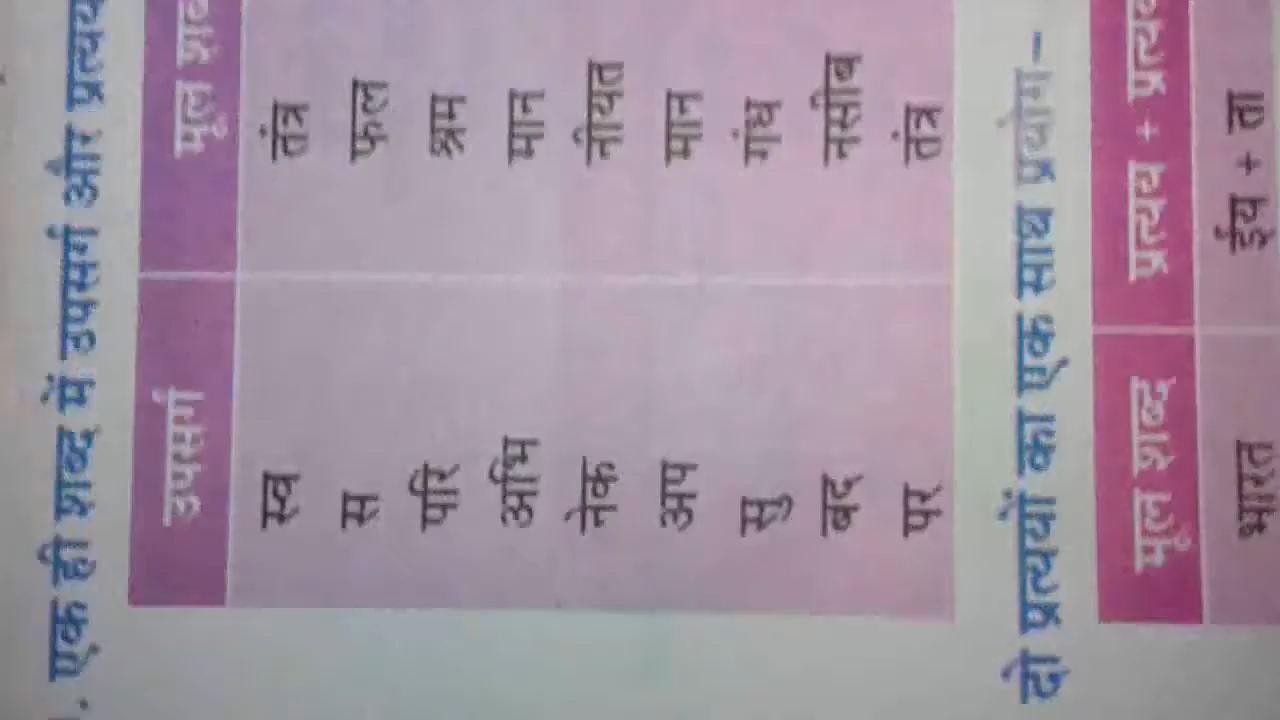 एक ही शब्द में उपसर्ग और प्रत्यय
उपसर्ग मूल शब्द
स्व तंत्र
स फल
परि श्रम
अभि मान
नेक नीयत
अप मान
सु गंध
बद नसीब
पर तंत्र
दो प्रत्ययों का एक साथ प्रयोग–
मूल शब्द प्रत्यय + प्रत्यय
भारत ईय + ता